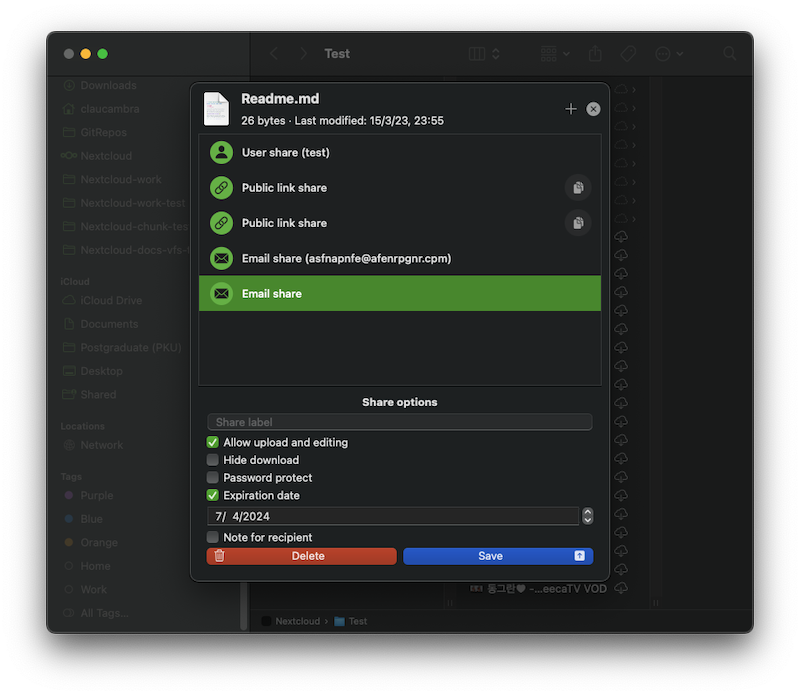 Test
Downloads
claucambra
GitRepos
Nextcloud
Nextcloud-work
Nextcloud-work-test
Nextcloud-chunk-tes
Nextcloud-docs-vfs-t
iCloud
iCloud Drive
Documents
Postgraduate (PKU)
Desktop
Shared
Locations
Network
Tags
Purple
Blue
Orange
Home
Work
All Tags...
Readme.md
26 bytes · Last modified: 15/3/23, 23:55
User share (test)
Public link share
Public link share
Email share (asfnapnfe@afenrpgnr.cpm)
Email share
Share options
Share label
Allow upload and editing
Hide download
Password protect
Expiration date
7/ 4/2024
Note for recipient
Delete
Save
동그란♥ -...eecaTV VOD
Nextcloud › Test